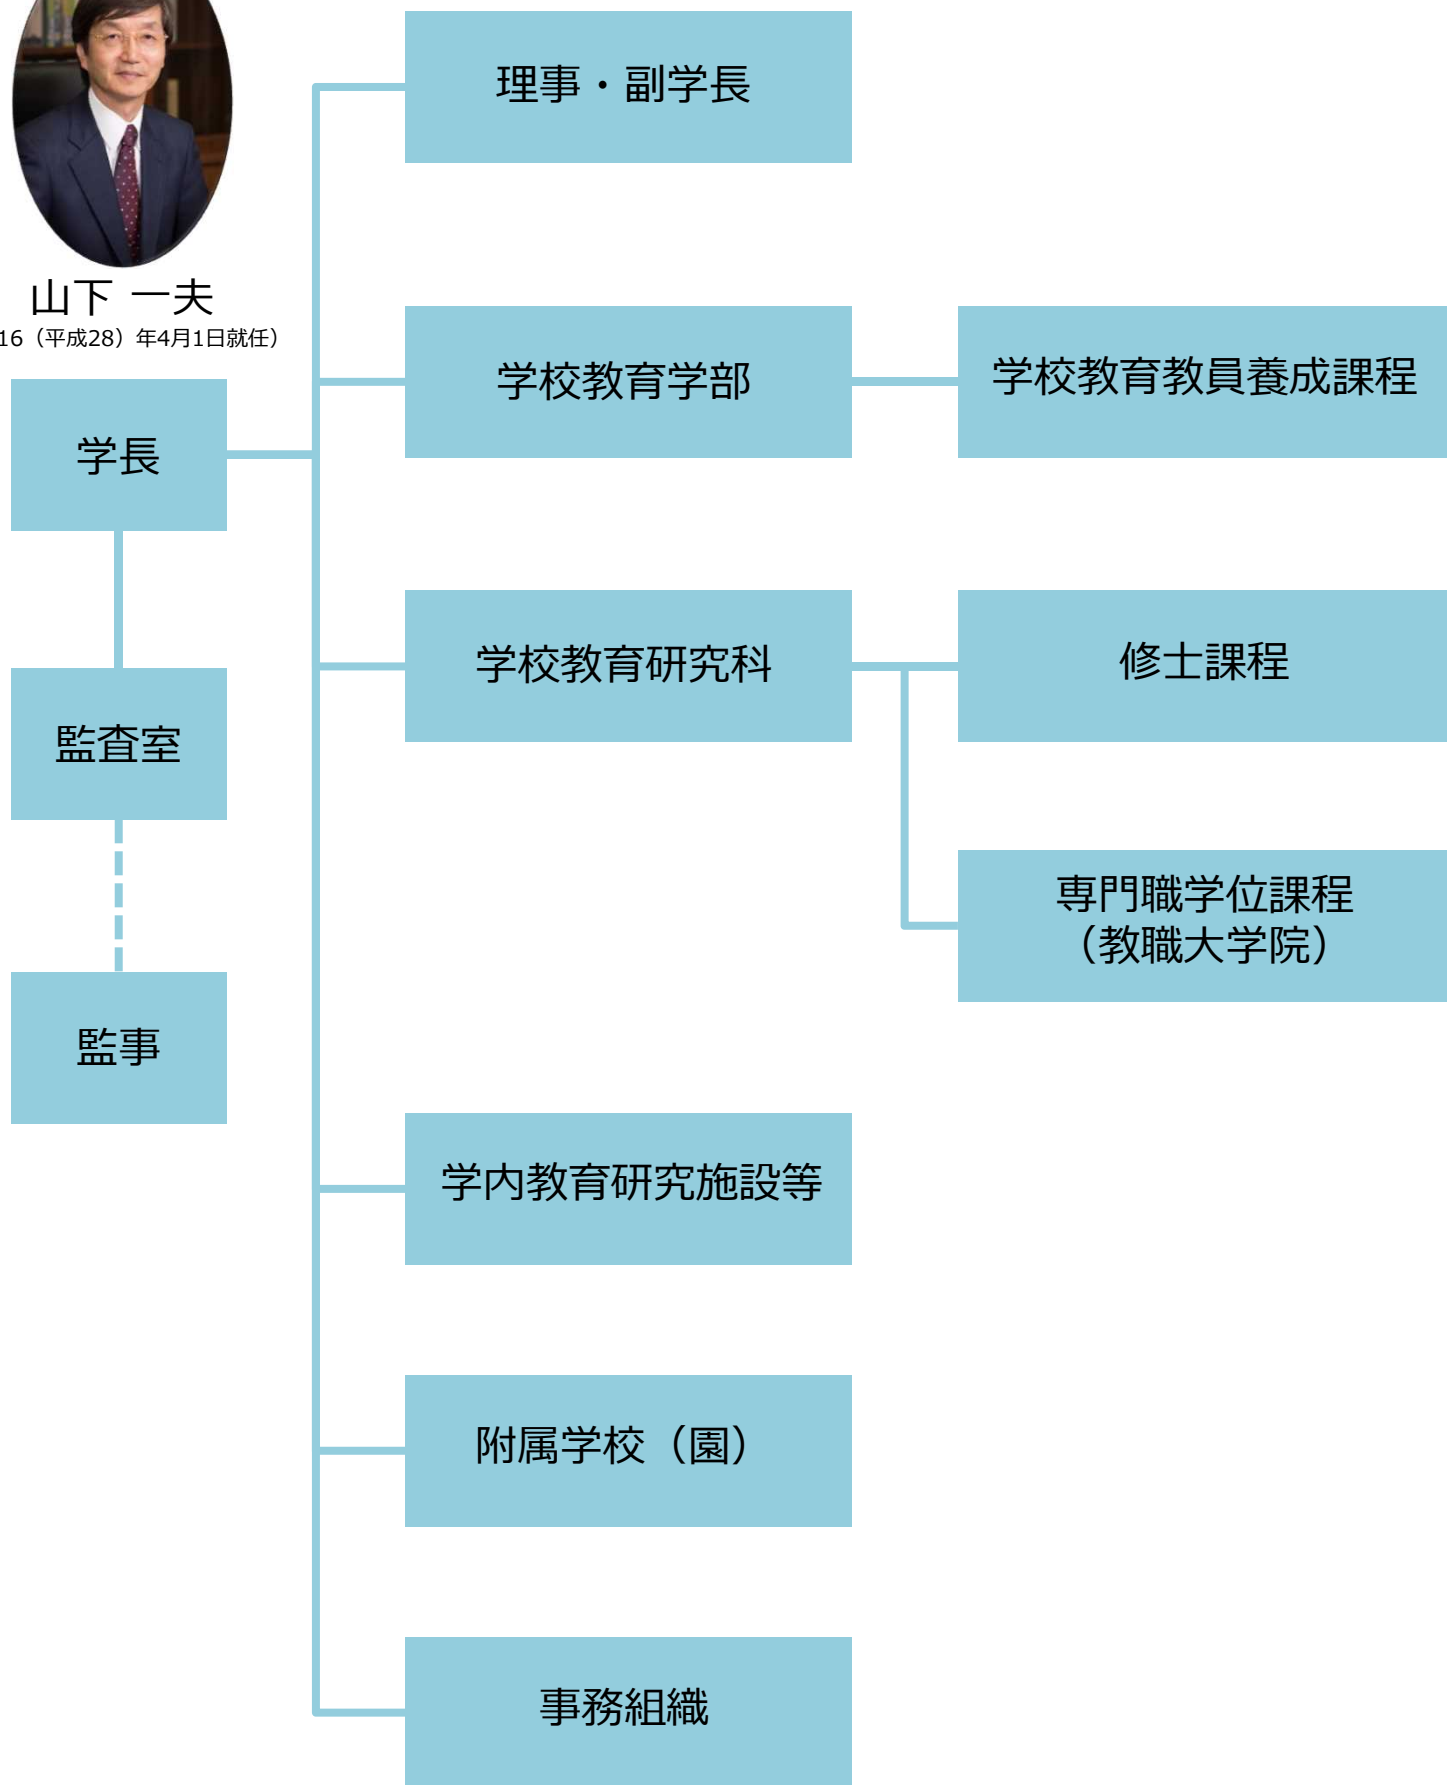 山下 一夫
16（平成28）年4月1日就任）
学長
監査室
監事
理事・副学長
学校教育学部
学校教育教員養成課程
学校教育研究科
修士課程
専門職学位課程
（教職大学院）
学内教育研究施設等
附属学校（園）
事務組織